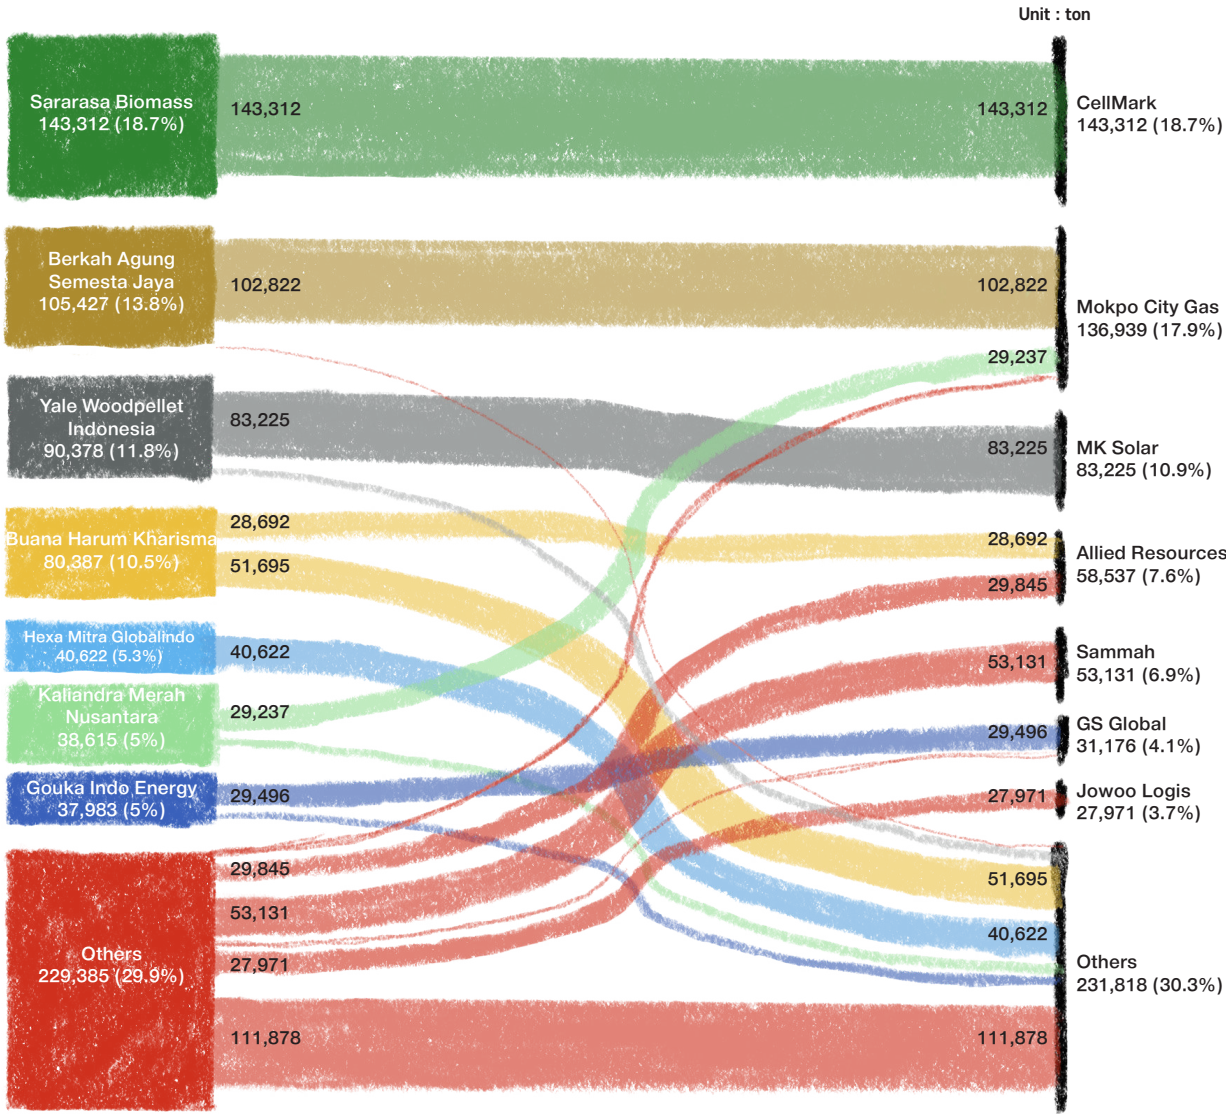 Unit : ton
Sararasa Biomass
143,312 (18.7%)
143,312
143,312
CellMark
143,312 (18.7%)
Berkah Agung
Semesta Jaya
105,427 (13.8%)
102,822
102,822
Mokpo City Gas
136,939 (17.9%)
29,237
Yale Woodpellet
Indonesia
90,378 (11.8%)
83,225
83,225
MK Solar
83,225 (10.9%)
Buana Harum Kharisma
80,387 (10.5%)
28,692
51,695
28,692
29,845
Allied Resources
58,537 (7.6%)
Hexa Mitra Globalindo
40,622 (5.3%)
40,622
53,131
Sammah
53,131 (6.9%)
Kaliandra Merah
Nusantara
38,615 (5%)
29,237
29,496
GS Global
31,176 (4.1%)
Gouka Indo Energy
37,983 (5%)
29,496
27,971
Jowoo Logis
27,971 (3.7%)
Others
229,385 (29.9%)
29,845
53,131
27,971
111,878
51,695
40,622
111,878
Others
231,818 (30.3%)